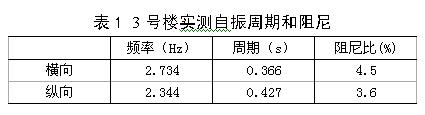 表1 3号楼实测自振周期和阻尼
频率(Hz) 周期(s) 阻尼比(%)
横向 2.734 0.366 4.5
纵向 2.344 0.427 3.6